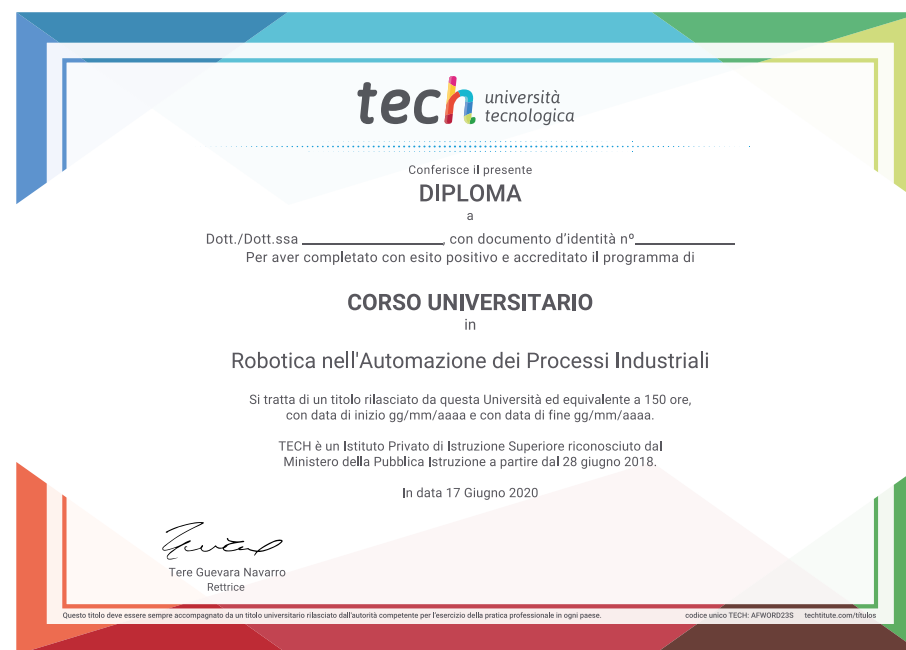 tech università
tecnologica
Conferisce il presente
DIPLOMA
a
Dott./Dott.ssa ____________________, con documento d'identità nº______________
Per aver completato con esito positivo e accreditato il programma di
CORSO UNIVERSITARIO
in
Robotica nell'Automazione dei Processi Industriali
Si tratta di un titolo rilasciato da questa Università ed equivalente a 150 ore,
con data di inizio gg/mm/aaaa e con data di fine gg/mm/aaaa.
TECH è un Istituto Privato di Istruzione Superiore riconosciuto dal
Ministero della Pubblica Istruzione a partire dal 28 giugno 2018.
In data 17 Giugno 2020
Tere Guevara Navarro
Rettrice
Questo titolo deve essere sempre accompagnato da un titolo universitario rilasciato dall'autorità competente per l'esercizio della pratica professionale in ogni paese. codice unico TECH: AFWORD23S techtitute.com/títulos